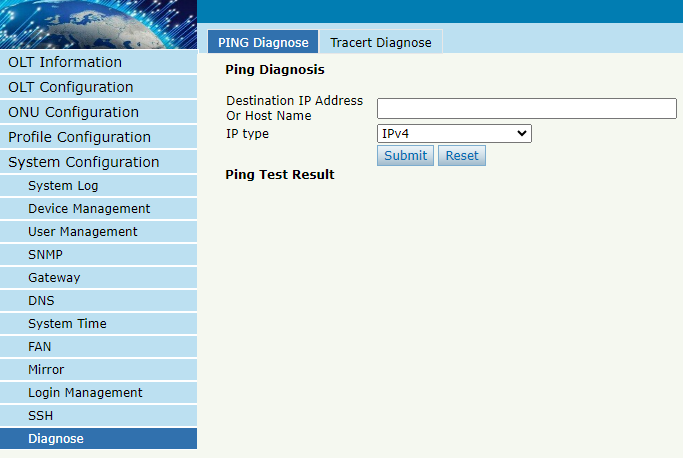 OLT Information
OLT Configuration
ONU Configuration
Profile Configuration
System Configuration
System Log
Device Management
User Management
SNMP
Gateway
DNS
System Time
FAN
Mirror
Login Management
SSH
Diagnose
PING Diagnose
Tracert Diagnose
Ping Diagnosis
Destination IP Address
Or Host Name
IP type
IPv4
Submit
Reset
Ping Test Result